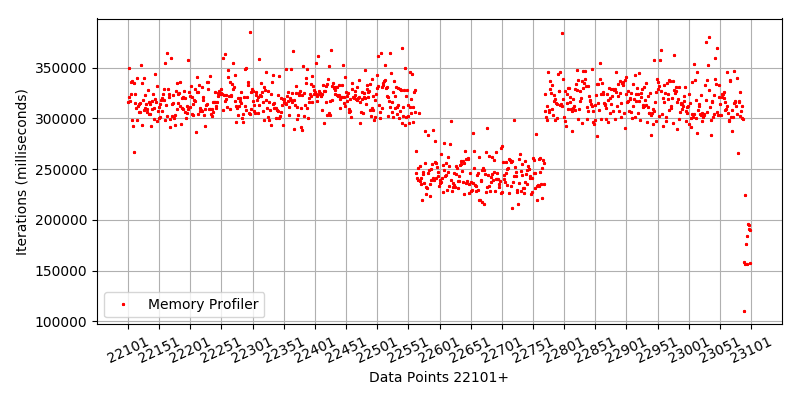 350000
300000
250000
200000
150000
100000
Iterations (milliseconds)
Memory Profiler
22101 22151 22201 22251 22301 22351 22401 22451 22501 22551 22601 22651 22701 22751 22801 22851 22901 22951 23001 23051 23101
Data Points 22101+